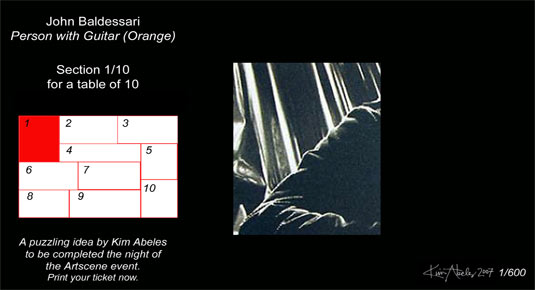 John Baldessari
Person with Guitar (Orange)
Section 1/10
for a table of 10
1
2
3
4
5
6
7
8
9
10
A puzzling idea by Kim Abeles
to be completed the night of
the Artscene event.
Print your ticket now.
Kim Abeles 2007 1/600